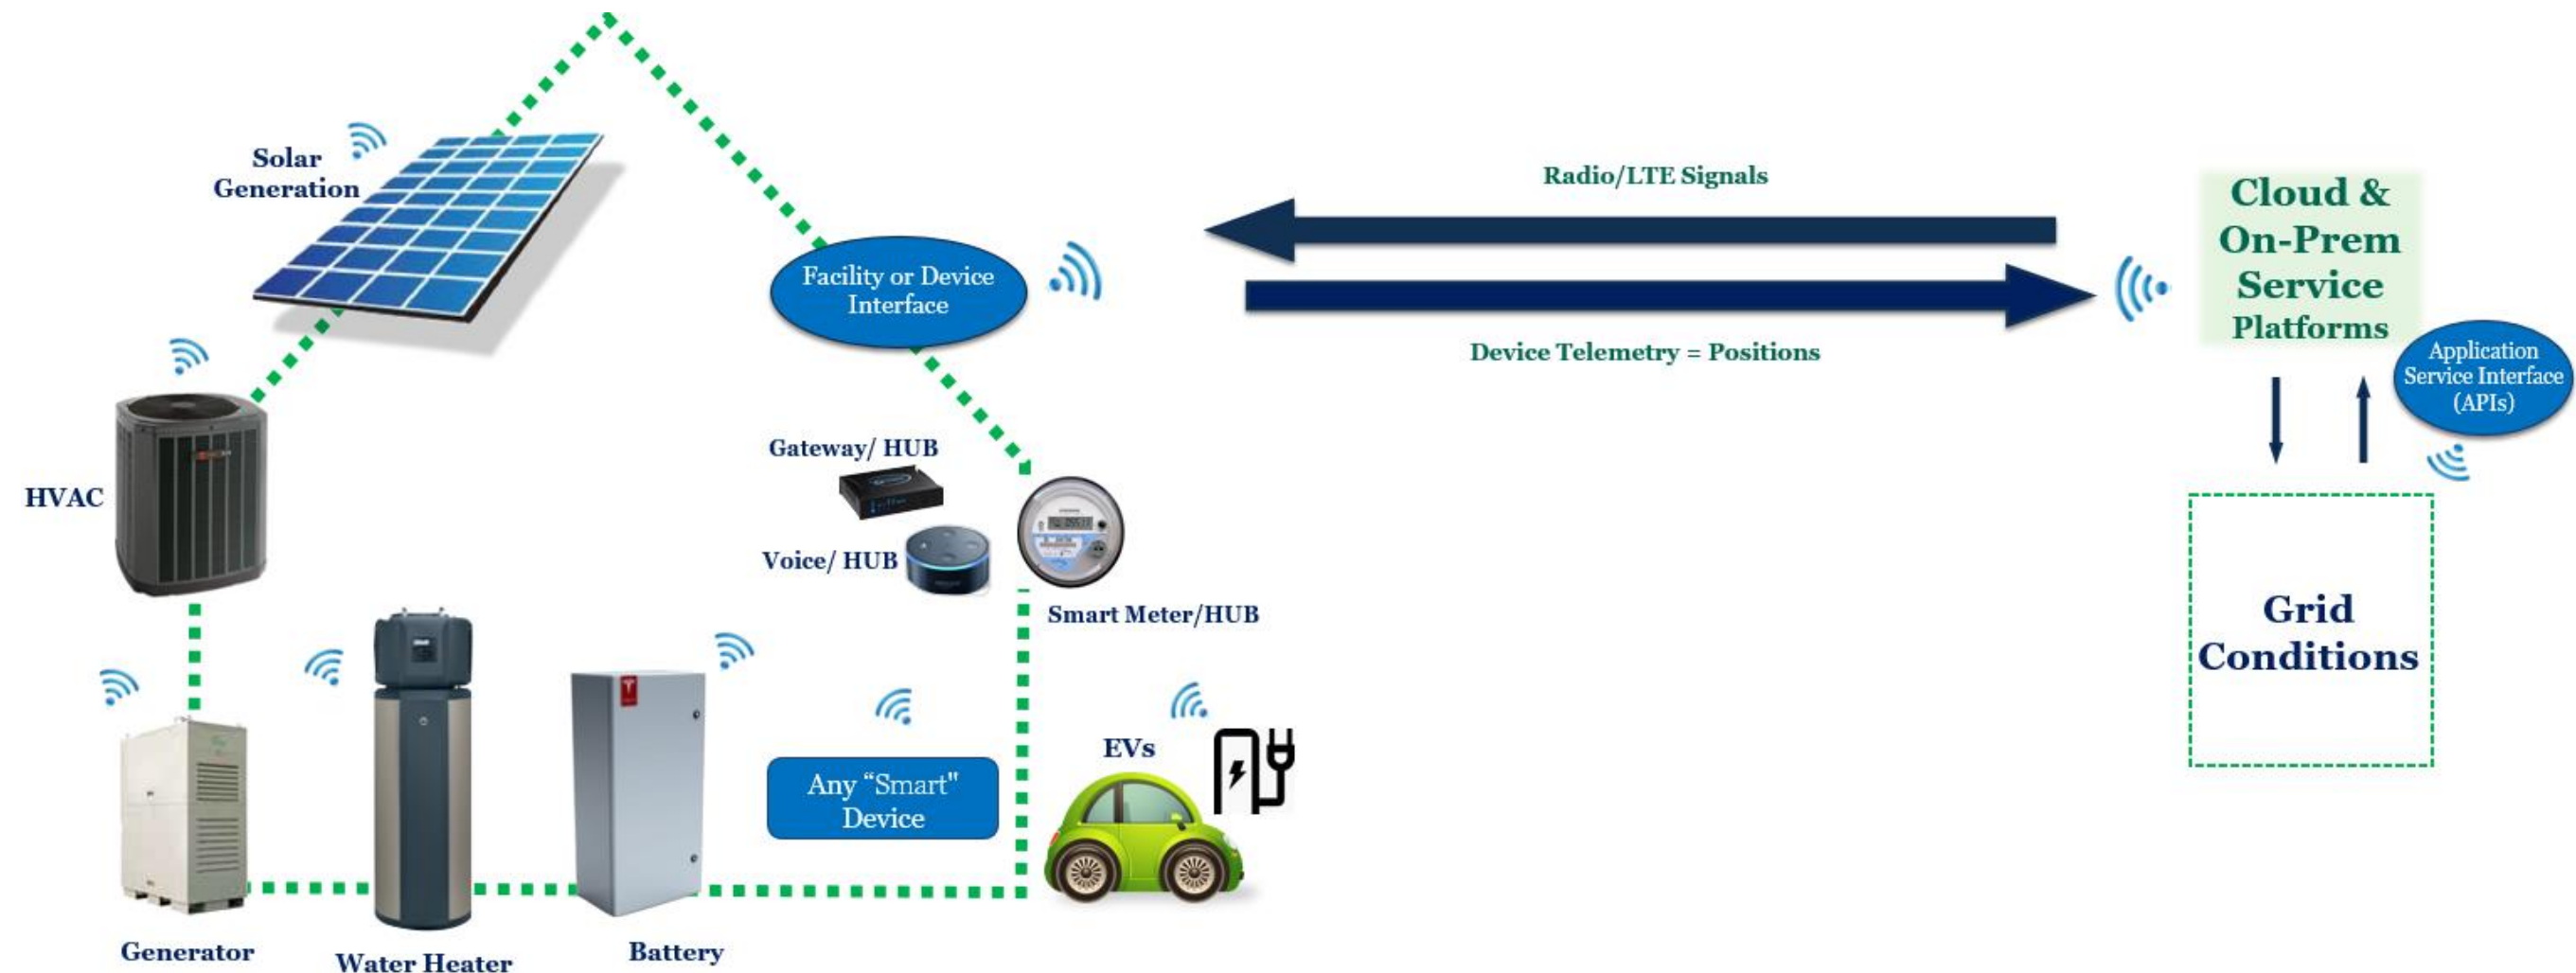 Solar
Generation
Radio/LTE Signals
Cloud &
On-Prem
Service
Platforms
Facility or Device
Interface
Device Telemetry = Positions
Application
Service Interface
(APIs)
HVAC
Gateway/ HUB
Voice/ HUB
Smart Meter/HUB
Grid
Conditions
EVs
Any “Smart"
Device
Generator
Water Heater
Battery